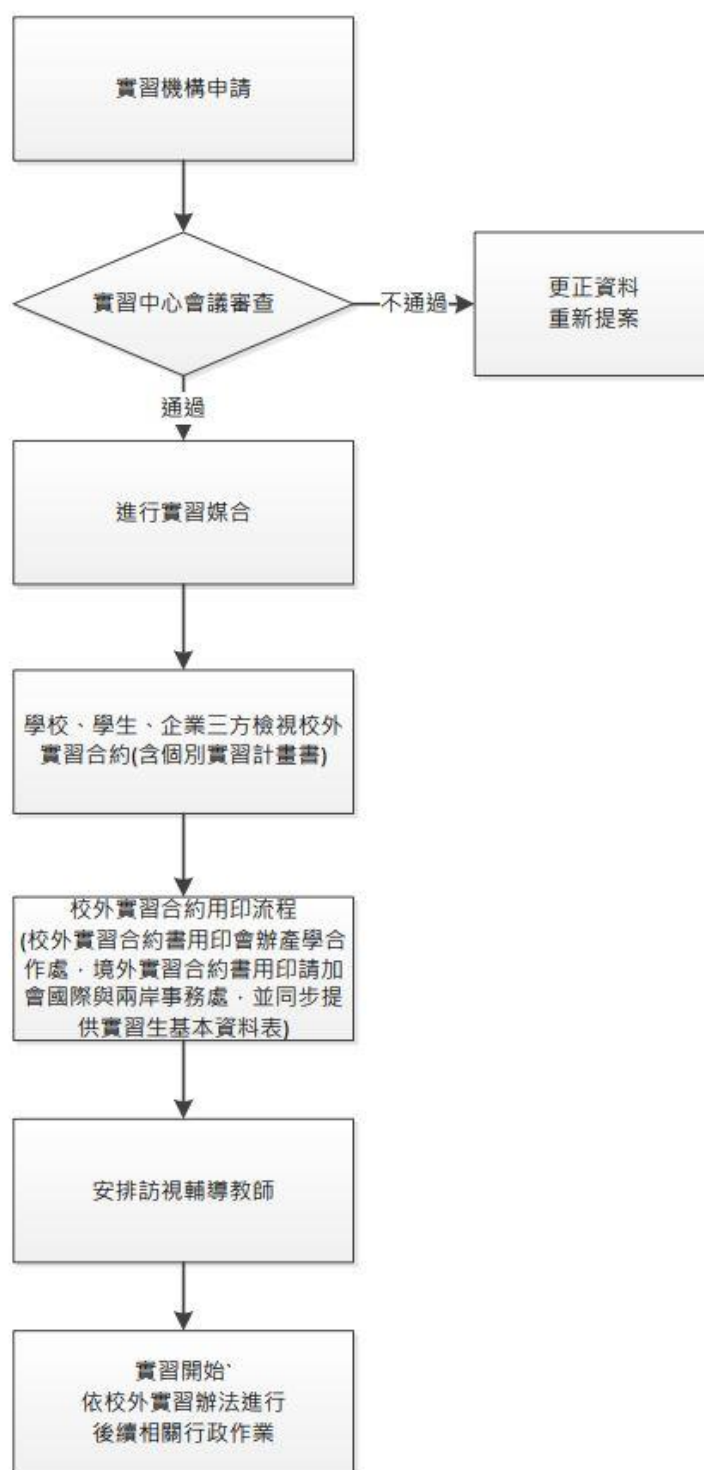 實習機構申請
實習中心會議審查
不通過
更正資料
重新提案
通過
進行實習媒合
學校、學生、企業三方檢視校外
實習合約(含個別實習計畫書)
校外實習合約用印流程
(校外實習合約書用印會辦產學合
作處，境外實習合約書用印請加
會國際與兩岸事務處，並同步提
供實習生基本資料表)
安排訪視輔導教師
實習開始`
依校外實習辦法進行
後續相關行政作業